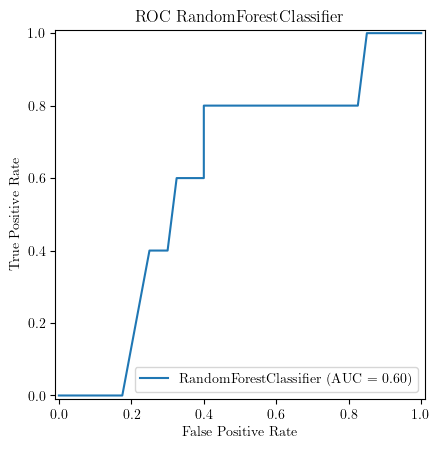 ROC RandomForestClassifier
True Positive Rate
1.0
0.8
0.6
0.4
0.2
0.0
RandomForestClassifier (AUC = 0.60)
0.0 0.2 0.4 0.6 0.8 1.0
False Positive Rate